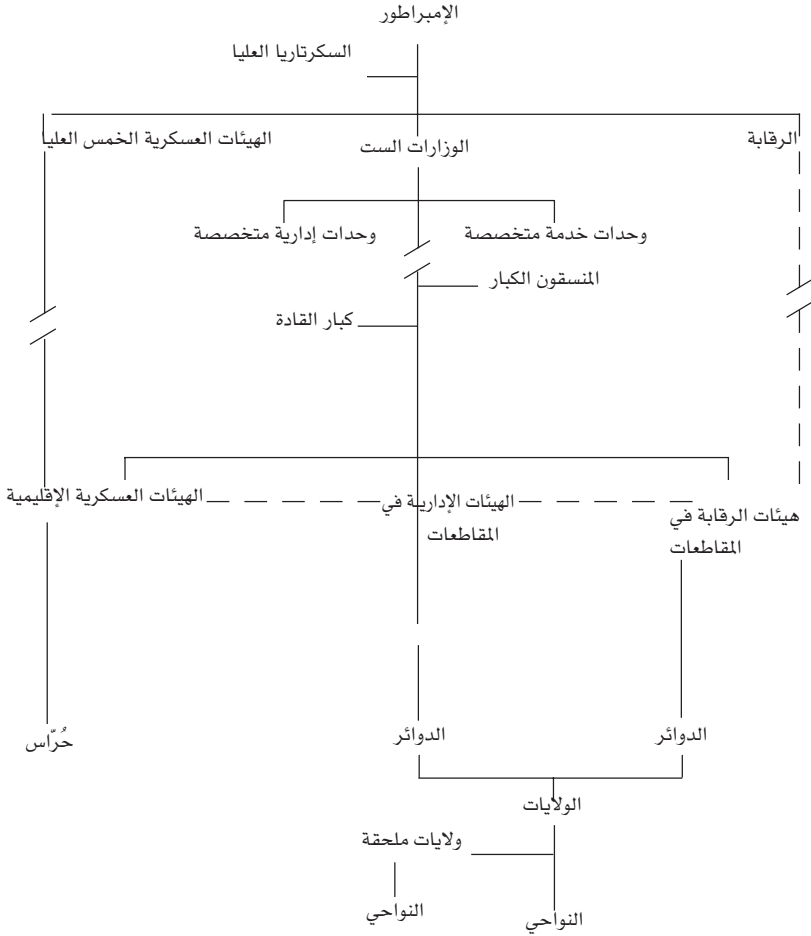 الإمبراطور
السكرتاريا العليا
الرقابة
الوزارات الست
الهيئات العسكرية الخمس العليا
وحدات خدمة متخصصة
وحدات إدارية متخصصة
المنسقون الكبار
كبار القادة
هيئات الرقابة في
المقاطعات
الهيئات الإدارية في
المقاطعات
الهيئات العسكرية الإقليمية
الدوائر
الدوائر
حُرّاس
الولايات
ولايات ملحقة
النواحي
النواحي